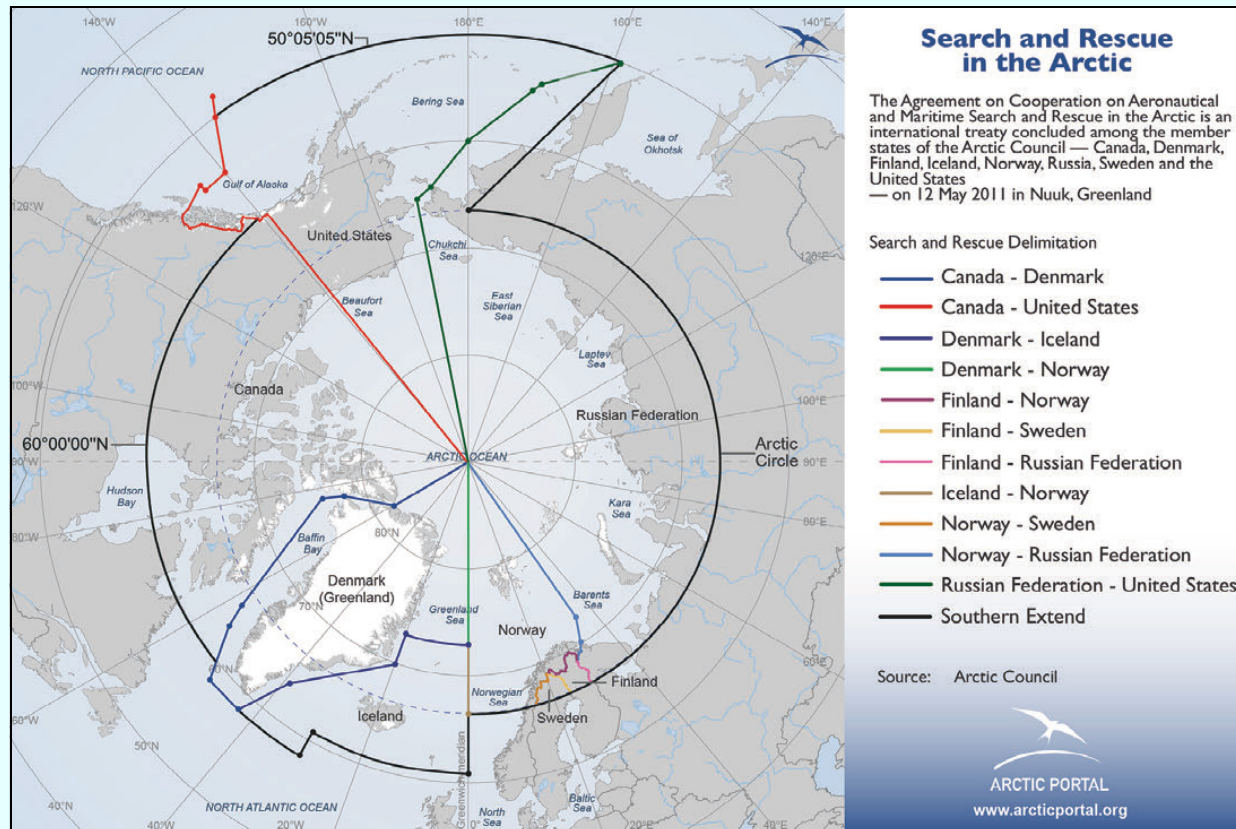 140°W
160°W
180°E
160°E
50°05'05"N
NORTH PACIFIC OCEAN
Bering Sea
Sea of
Okhotsk
Gulf of Alaska
120°W
United States
Chukchi
Sea
120°E
Beaufort
Sea
East
Siberian
Sea
Laptev
Sea
100°W
Canada
100°E
Russian Federation
60°00'00"N
ARCTIC OCEAN
Arctic
Circle
90°W
90°E
Hudson
Bay
Kara
Sea
80°N
80°W
80°E
Baffin
Bay
Denmark
(Greenland)
Greenland
Sea
Barents
Sea
70°N
Norway
60°N
60°E
Finland
Norwegian
Sea
Sweden
60°W
Iceland
50°N
Greenwich meridian
NORTH ATLANTIC OCEAN
North
Sea
Baltic
Sea
40°N
40°W
20°W
0°
20°E
40°E
Search and Rescue
in the Arctic
The Agreement on Cooperation on Aeronautical
and Maritime Search and Rescue in the Arctic is an
international treaty concluded among the member
states of the Arctic Council — Canada, Denmark,
Finland, Iceland, Norway, Russia, Sweden and the
United States
— on 12 May 2011 in Nuuk, Greenland
Search and Rescue Delimitation
Canada - Denmark
Canada - United States
Denmark - Iceland
Denmark - Norway
Finland - Norway
Finland - Sweden
Finland - Russian Federation
Iceland - Norway
Norway - Sweden
Norway - Russian Federation
Russian Federation - United States
Southern Extend
Source: Arctic Council
ARCTIC PORTAL
www.arcticportal.org